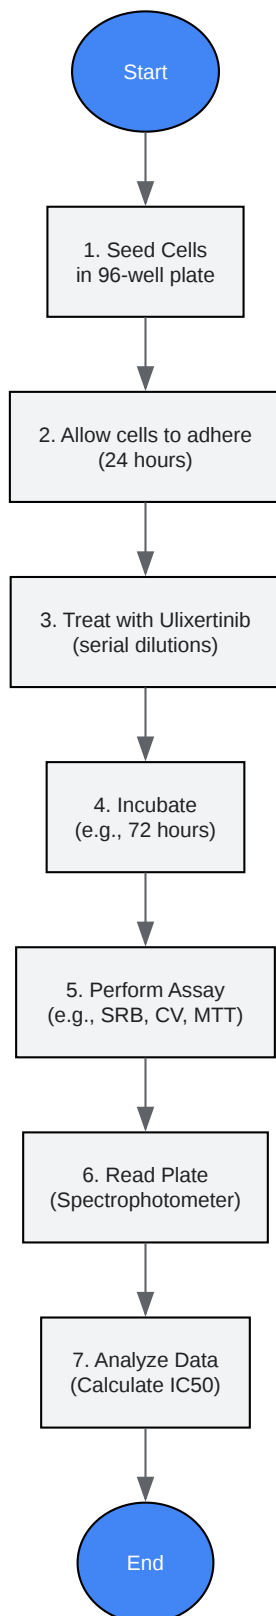 Start
1. Seed Cells
in 96-well plate
2. Allow cells to adhere
(24 hours)
3. Treat with Ulixertinib
(serial dilutions)
4. Incubate
(e.g., 72 hours)
5. Perform Assay
(e.g., SRB, CV, MTT)
6. Read Plate
(Spectrophotometer)
7. Analyze Data
(Calculate IC50)
End